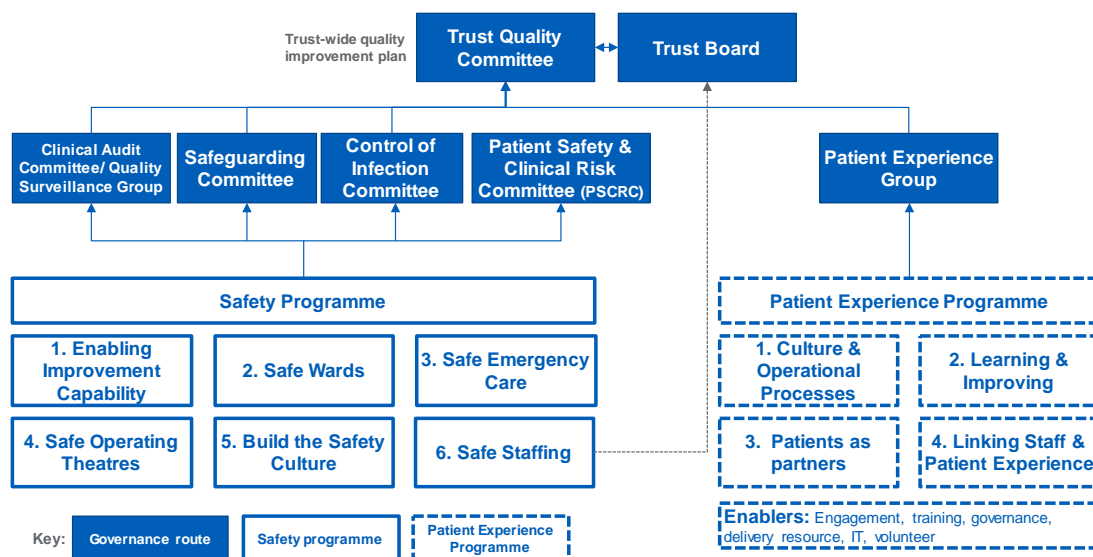 Trust-wide quality
improvement plan
Trust Quality
Committee
Trust Board
Clinical Audit
Committee/ Quality
Surveillance Group
Safeguarding
Committee
Control of
Infection
Committee
Patient Safety &
Clinical Risk
Committee (PSCRC)
Patient Experience
Group
Safety Programme
Patient Experience Programme
1. Enabling
Improvement
Capability
2. Safe Wards
3. Safe Emergency
Care
1. Culture &
Operational
Processes
2. Learning &
Improving
4. Safe Operating
Theatres
5. Build the Safety
Culture
6. Safe Staffing
3. Patients as
partners
4. Linking Staff &
Patient Experience
Enablers: Engagement, training, governance,
delivery resource, IT, volunteer
Key:
Governance route
Safety programme
Patient Experience
Programme